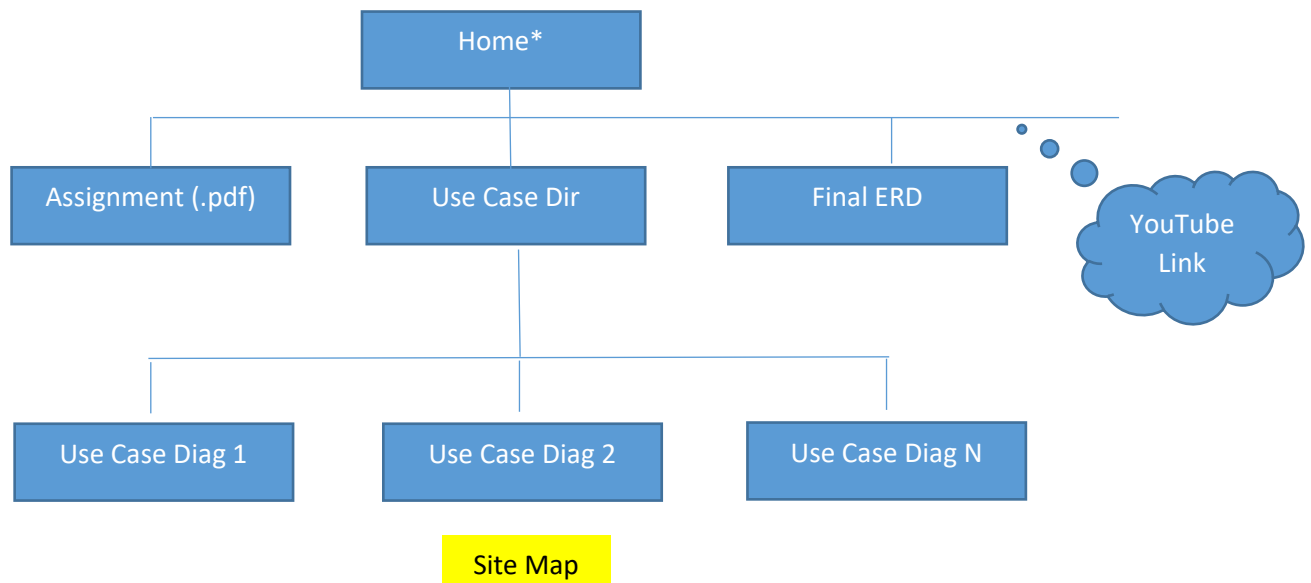 Home*
Assignment (.pdf)
Use Case Dir
Final ERD
YouTube
Link
Use Case Diag 1
Use Case Diag 2
Use Case Diag N
Site Map